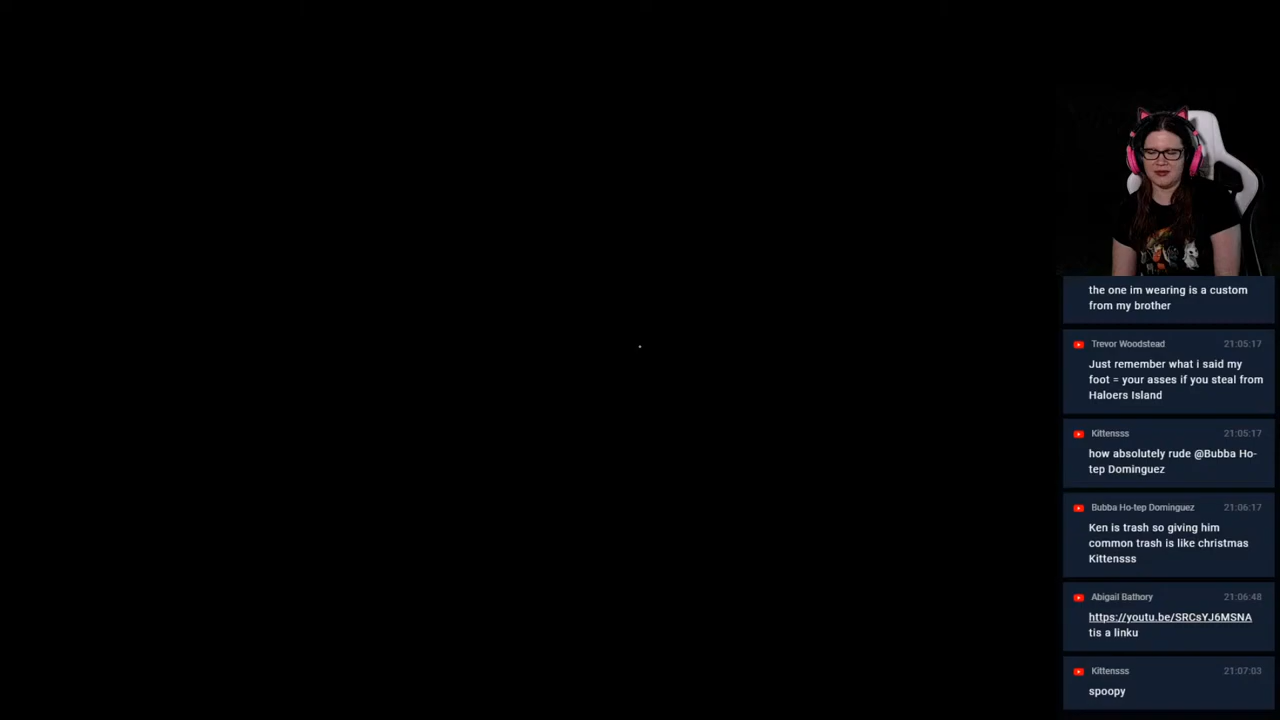 the one im wearing is a custom
from my brother
Trevor Woodstead 21:05:17
Just remember what i said my
foot = your asses if you steal from
Haloers Island
Kittensss 21:05:17
how absolutely rude @Bubba Ho-
tep Dominguez
Bubba Ho-tep Dominguez 21:06:17
Ken is trash so giving him
common trash is like christmas
Kittensss
Abigail Bathory 21:06:48
https://youtu.be/SRCsYJ6MSNA
tis a linku
Kittensss 21:07:03
spoopy